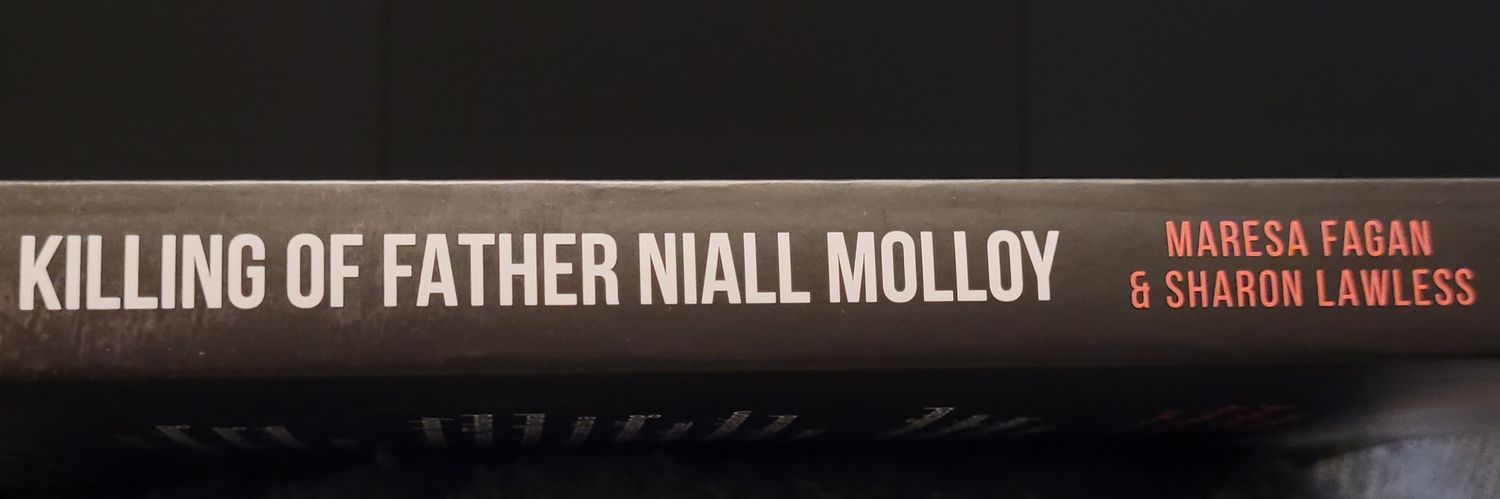 KILLING OF FATHER NIALL MOLLOY
MARESA FAGAN
& SHARON LAWLESS